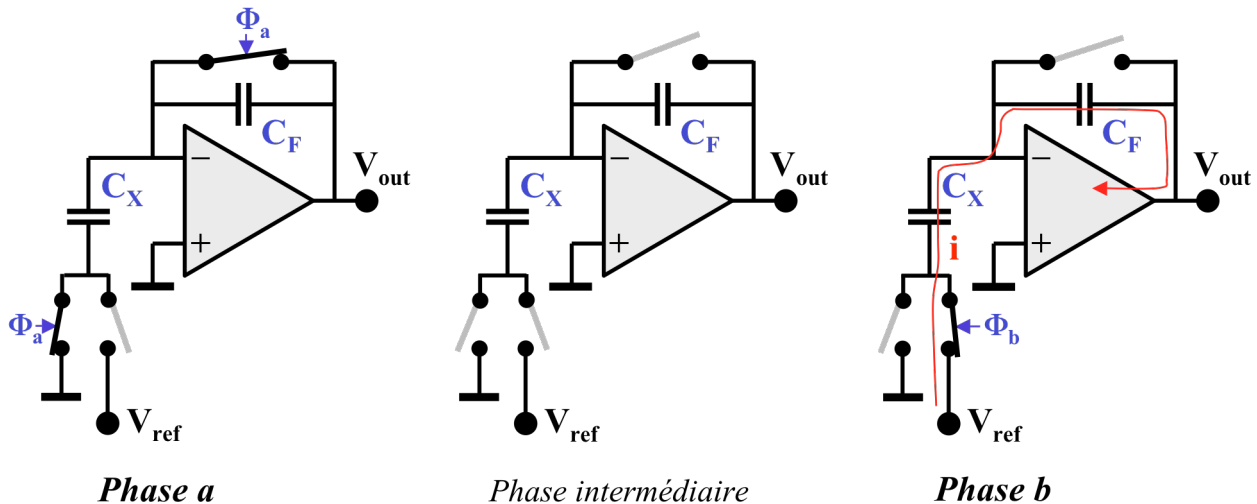 Φa
CF
Vout
CX
−
+
Φa
Vref
Phase a
CF
Vout
CX
−
+
Vref
Phase intermédiaire
CF
Vout
CX
−
+
i
Φb
Vref
Phase b